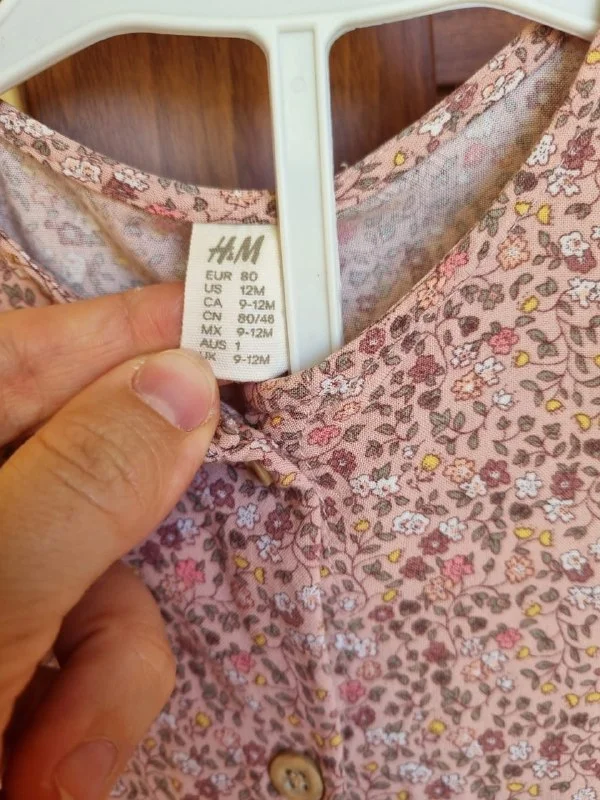 H&M
EUR 80
US 12M
CA 9-12M
CN 80/48
MX 9-12M
AUS 1
UK 9-12M